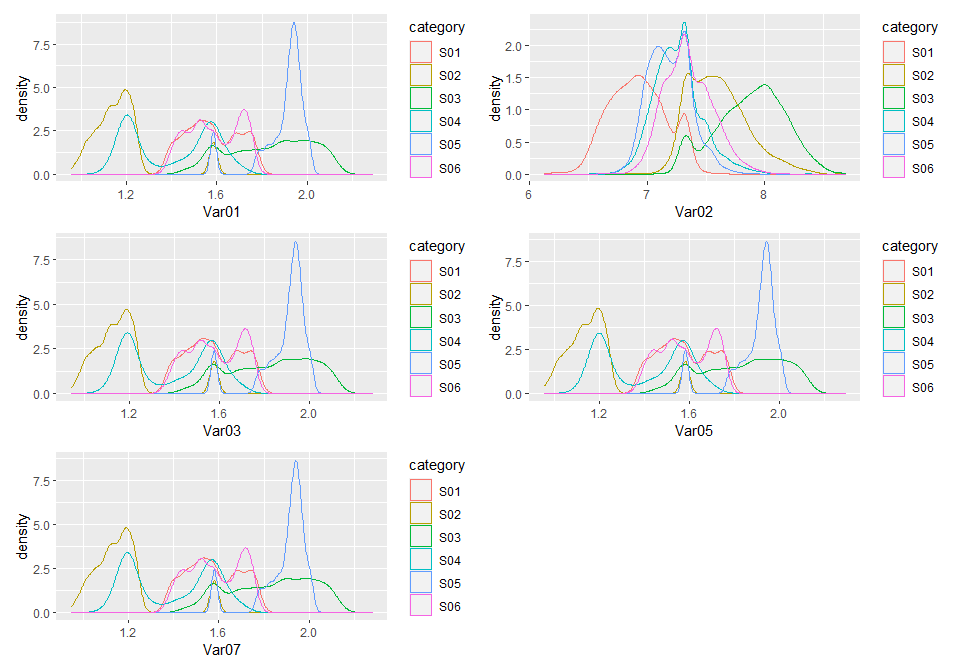 category
S01
S02
S03
S04
S05
S06
density
7.5
5.0
2.5
0.0
1.2 1.6 2.0
Var01
category
S01
S02
S03
S04
S05
S06
density
2.0
1.5
1.0
0.5
0.0
6 7 8
Var02
category
S01
S02
S03
S04
S05
S06
density
7.5
5.0
2.5
0.0
1.2 1.6 2.0
Var03
category
S01
S02
S03
S04
S05
S06
density
7.5
5.0
2.5
0.0
1.2 1.6 2.0
Var05
category
S01
S02
S03
S04
S05
S06
density
7.5
5.0
2.5
0.0
1.2 1.6 2.0
Var07